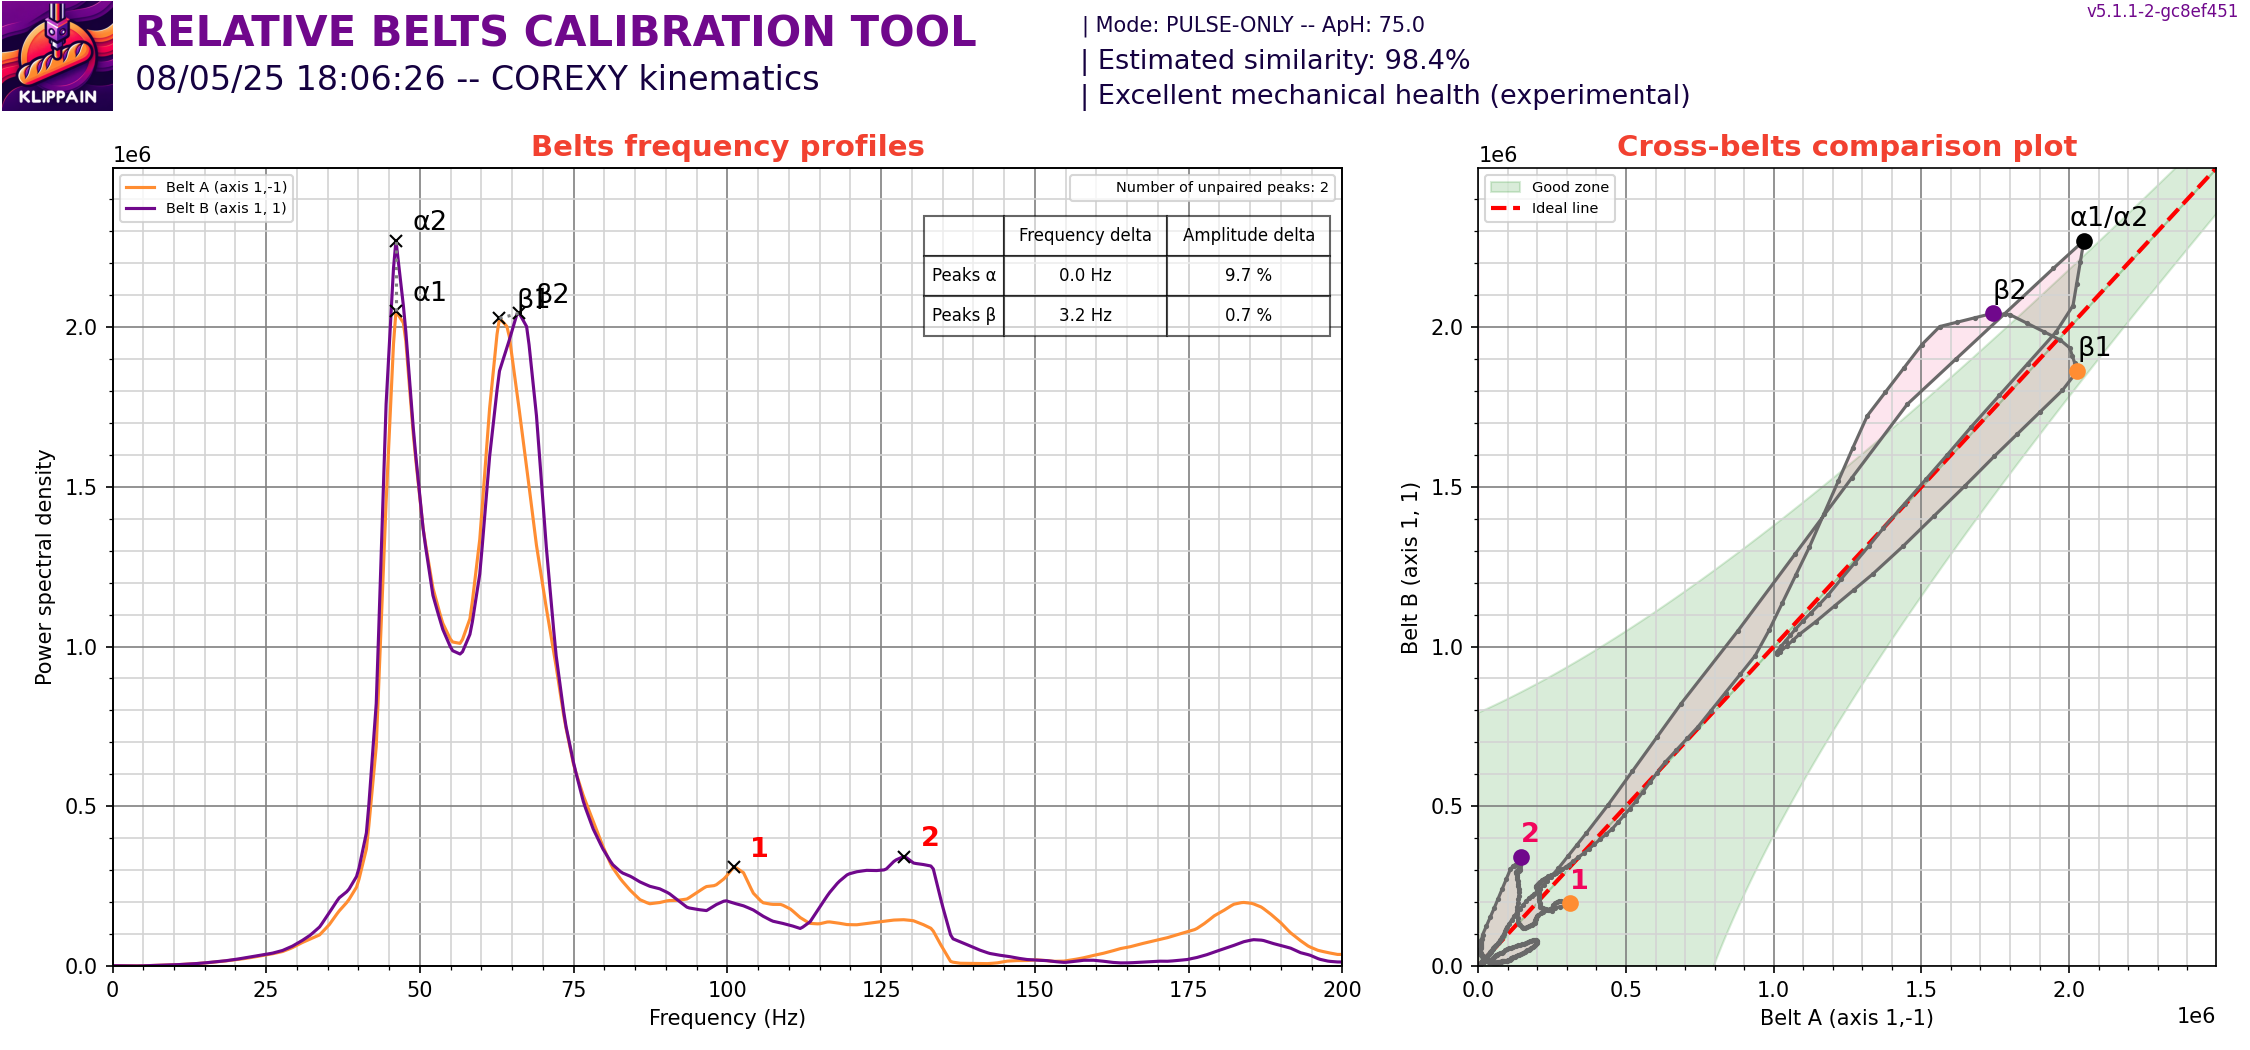 KLIPPAIN
RELATIVE BELTS CALIBRATION TOOL
08/05/25 18:06:26 -- COREXY kinematics
| Mode: PULSE-ONLY -- ApH: 75.0
| Estimated similarity: 98.4%
| Excellent mechanical health (experimental)
v5.1.1-2-gc8ef451
Belts frequency profiles
1e6
Belt A (axis 1,-1)
Belt B (axis 1, 1)
Number of unpaired peaks: 2
Frequency delta Amplitude delta
Peaks α 0.0 Hz 9.7 %
Peaks β 3.2 Hz 0.7 %
α2
α1
β1
β2
1
2
Power spectral density
2.0
1.5
1.0
0.5
0.0
0 25 50 75 100 125 150 175 200
Frequency (Hz)
Cross-belts comparison plot
1e6
Good zone
Ideal line
α1/α2
β2
β1
2
1
Belt B (axis 1, 1)
2.0
1.5
1.0
0.5
0.0
0.0 0.5 1.0 1.5 2.0
Belt A (axis 1,-1)
1e6